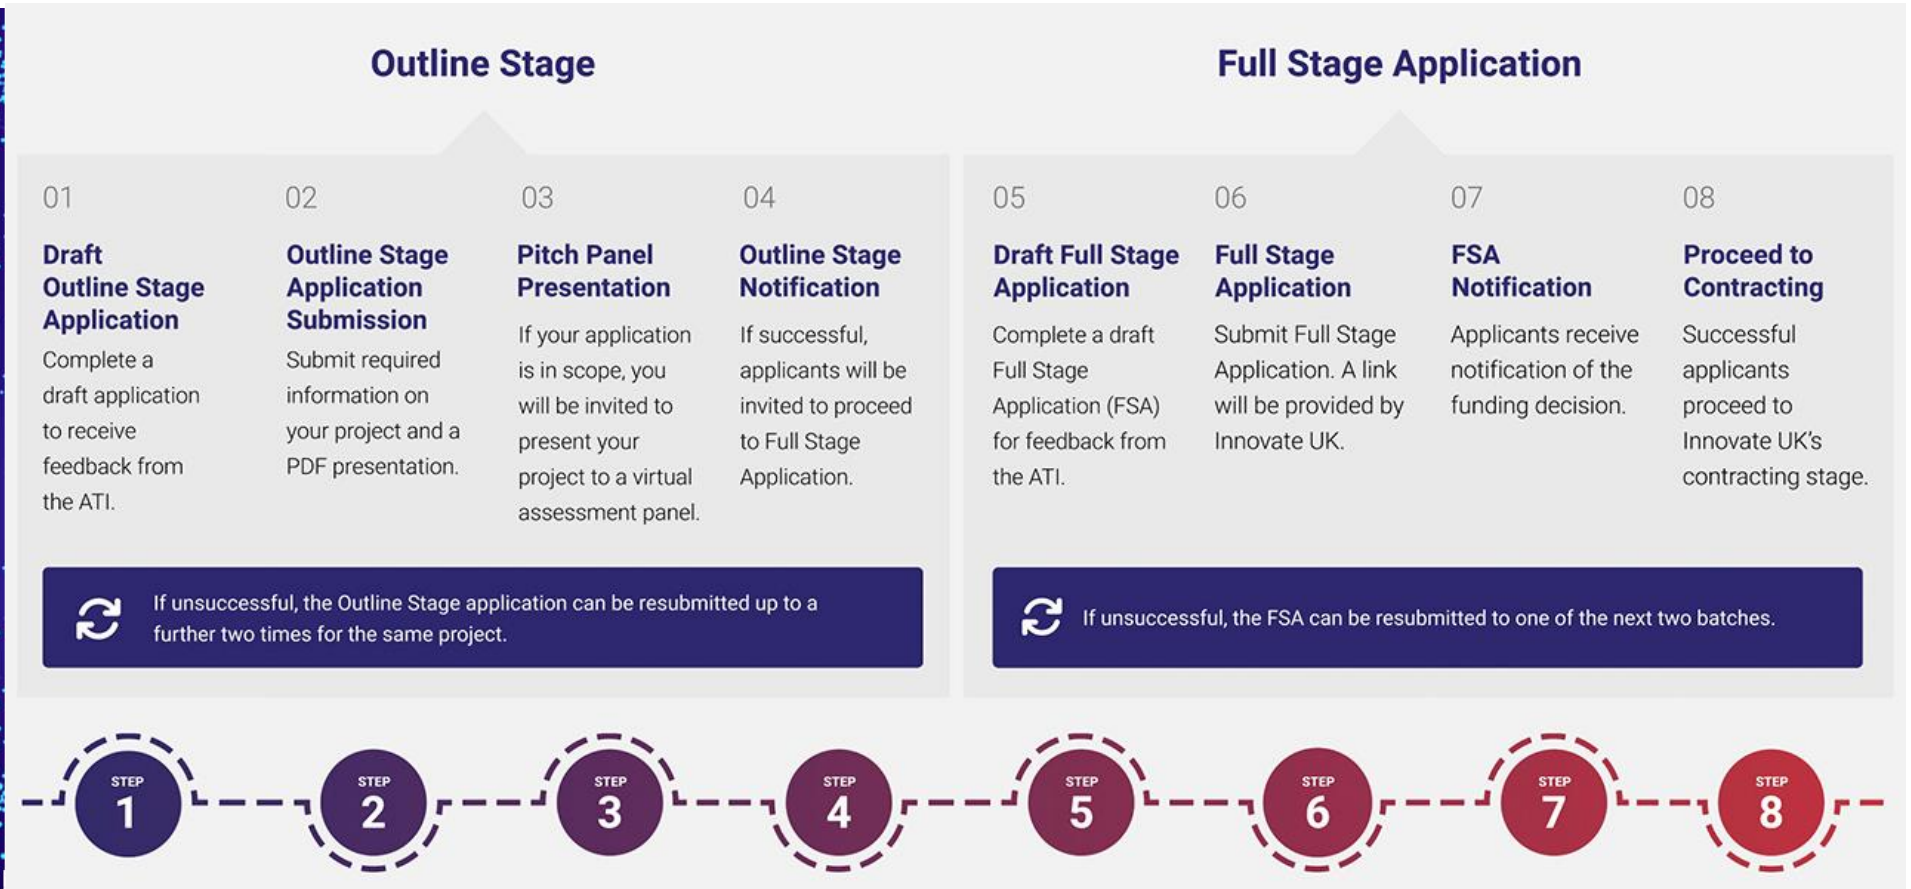 Outline Stage
01
Draft
Outline Stage
Application
Complete a
draft application
to receive
feedback from
the ATI.
02
Outline Stage
Application
Submission
Submit required
information on
your project and a
PDF presentation.
03
Pitch Panel
Presentation
If your application
is in scope, you
will be invited to
present your
project to a virtual
assessment panel.
04
Outline Stage
Notification
If successful,
applicants will be
invited to proceed
to Full Stage
Application.
If unsuccessful, the Outline Stage application can be resubmitted up to a
further two times for the same project.
Full Stage Application
05
Draft Full Stage
Application
Complete a draft
Full Stage
Application (FSA)
for feedback from
the ATI.
06
Full Stage
Application
Submit Full Stage
Application. A link
will be provided by
Innovate UK.
07
FSA
Notification
Applicants receive
notification of the
funding decision.
08
Proceed to
Contracting
Successful
applicants
proceed to
Innovate UK's
contracting stage.
If unsuccessful, the FSA can be resubmitted to one of the next two batches.
STEP
1
STEP
2
STEP
3
STEP
4
STEP
5
STEP
6
STEP
7
STEP
8